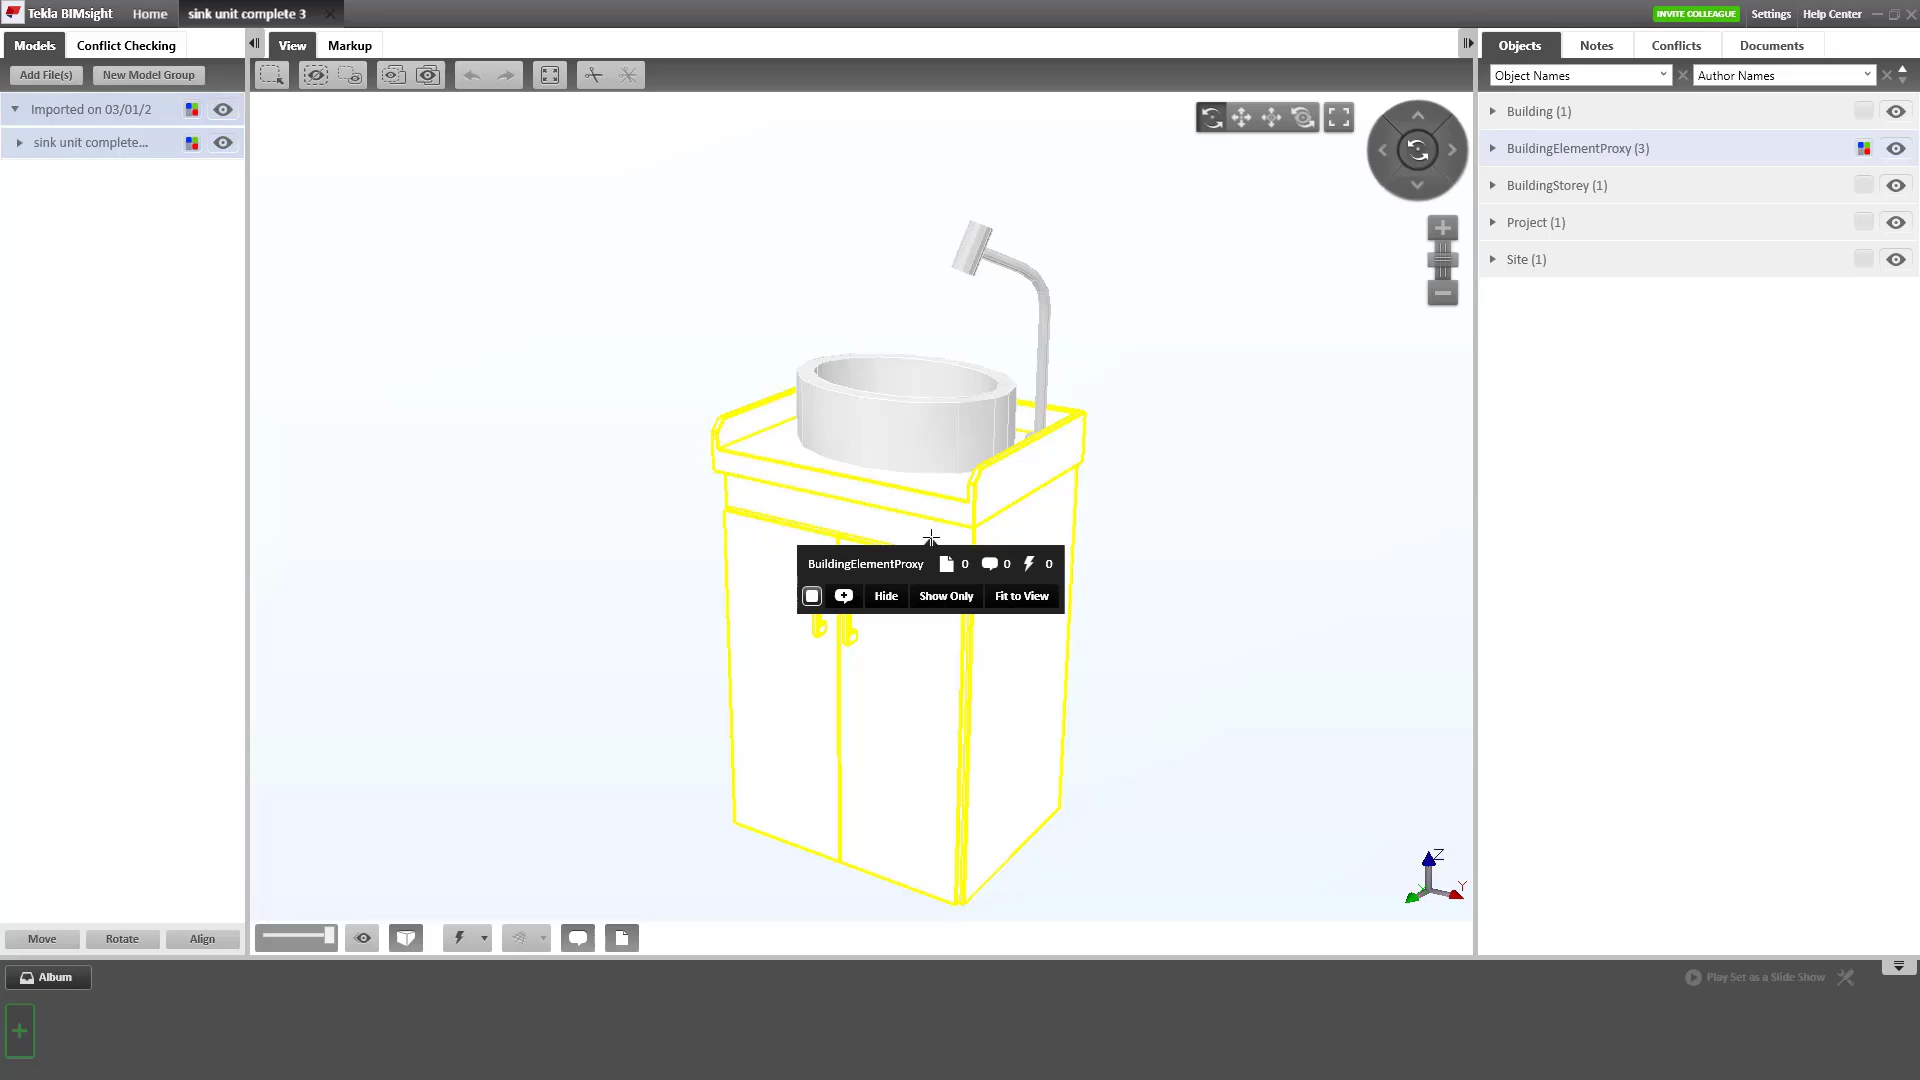 Tekla BIMsight Home sink unit complete 3 INVITE COLLEAGUE Settings Help Center
Models Conflict Checking View Markup Objects Notes Conflicts Documents
Add File(s) New Model Group Object Names Author Names
Imported on 03/01/2
sink unit complete...
Building (1)
BuildingElementProxy (3)
BuildingStorey (1)
Project (1)
Site (1)
BuildingElementProxy 0 0 0
Hide Show Only Fit to View
Z
Y
Move Rotate Align
Album Play Set as a Slide Show